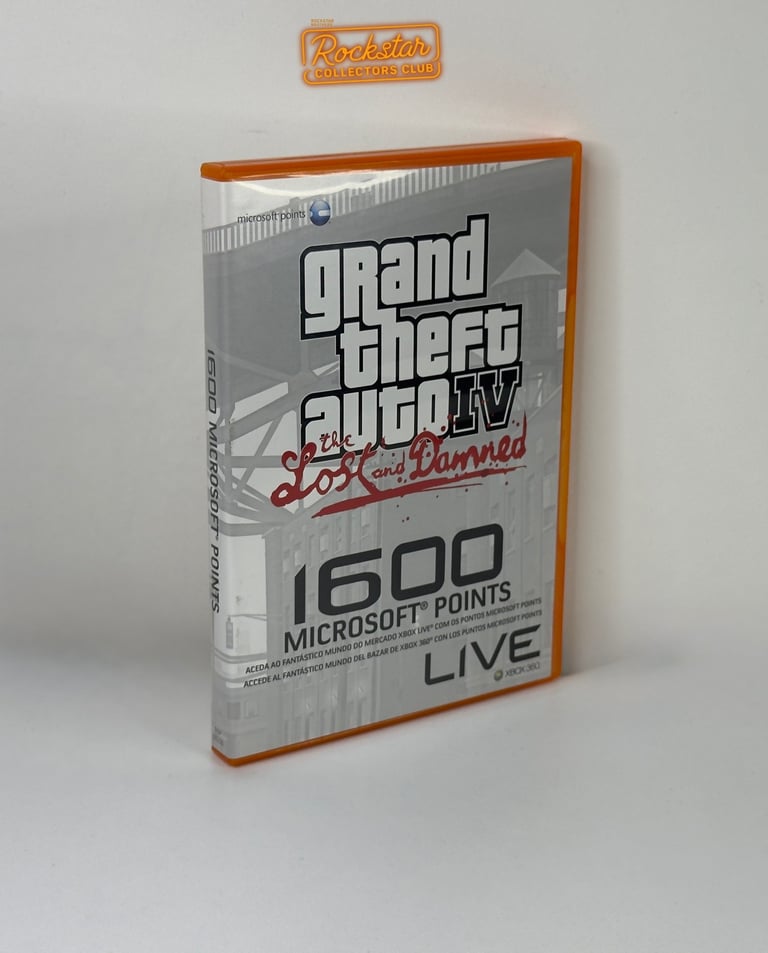 ROCKSTAR
BROTHERS
Rockstar
COLLECTORS CLUB
microsoft® points
grand
theft
auto IV
the
Lost and Damned
1600
MICROSOFT® POINTS
ACEDA AO FANTÁSTICO MUNDO DO MERCADO XBOX LIVE® COM OS PONTOS MICROSOFT POINTS
ACCEDE AL FANTÁSTICO MUNDO DEL BAZAR DE XBOX 360® CON LOS PUNTOS MICROSOFT POINTS
LIVE
XBOX 360
1600 MICROSOFT® POINTS